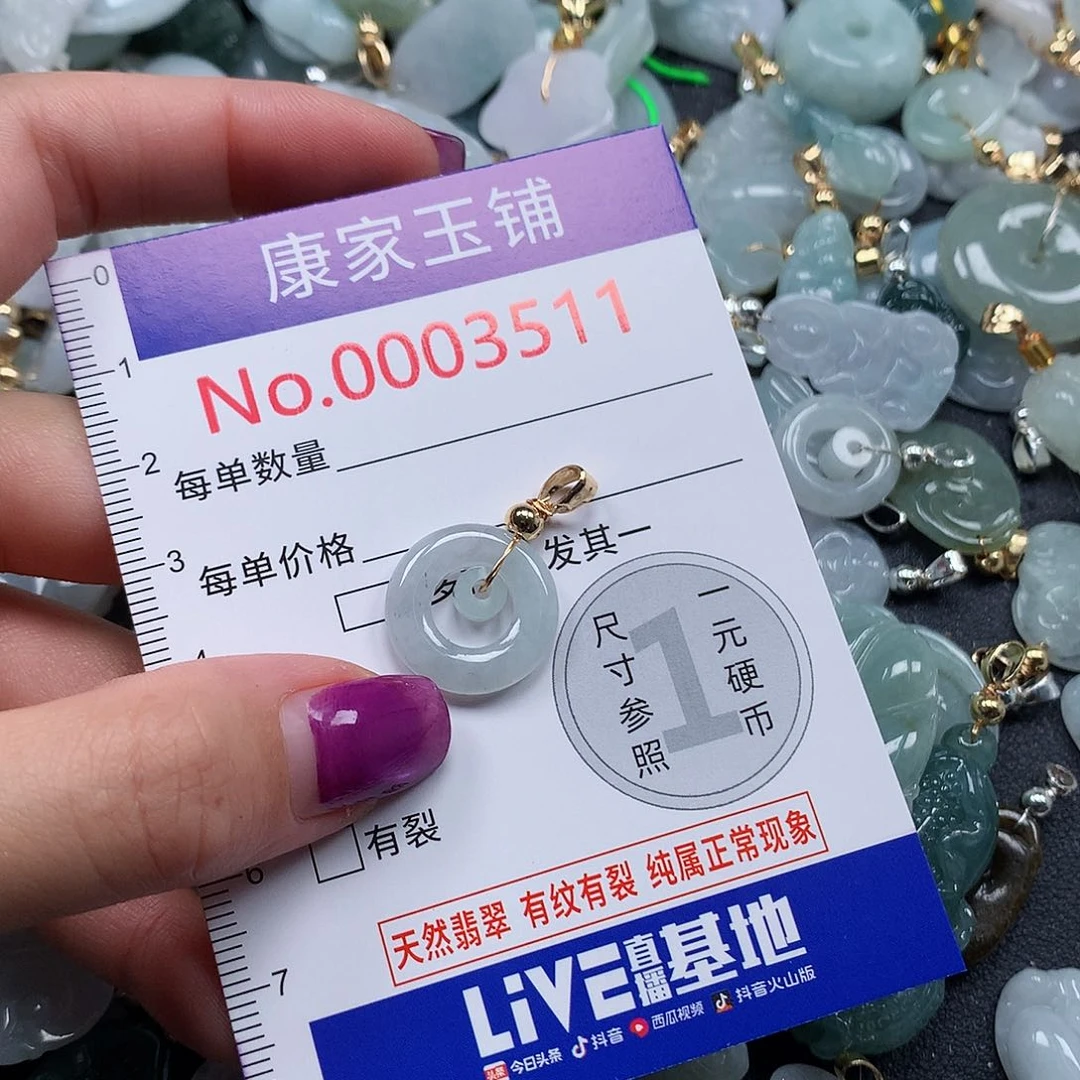 康家玉铺
No.0003511
0
1
2
3
6
7
每单数量
每单价格
发其一
尺寸参照
1
一元硬币
有裂
天然翡翠 有纹有裂 纯属正常现象
LiVE直播基地
头条 今日头条 抖音 西瓜视频 抖音火山版